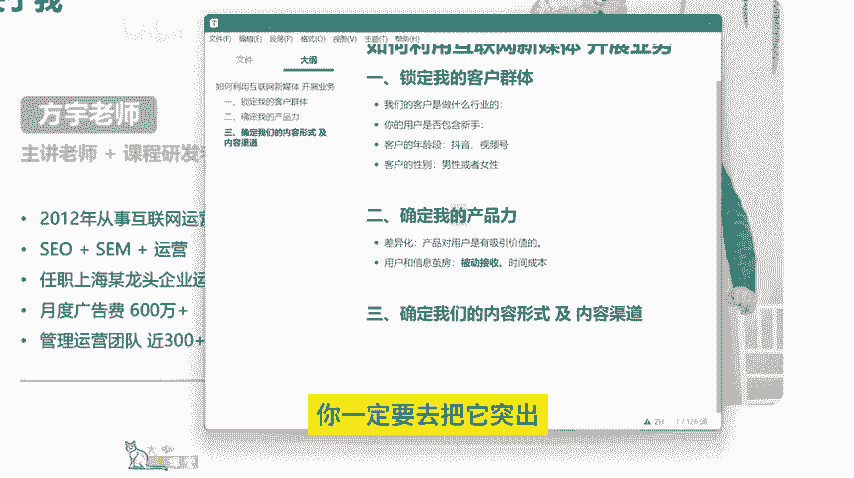 于我
方宇老师
主讲老师 + 课程研发
2012年从事互联网运营
SEO + SEM + 运营
任职上海某龙头企业运
月度广告费 600万+
管理运营团队 近300+
文件(F) 编辑(E) 段落(P) 格式(O) 视图(V) 主题(T) 帮助(H)
文件 大纲
如何利用互联网新媒体 开展业务
一、锁定我的客户群体
二、确定我的产品力
三、确定我们的内容形式 及
内容渠道
如何利用互联网新媒体 开展业务
一、锁定我的客户群体
我们的客户是做什么行业的:
你的用户是否包含新手:
客户的年龄段: 抖音、视频号
客户的性别: 男性或者女性
二、确定我的产品力
差异化: 产品对用户是有吸引价值的。
用户和信息茧房: 被动接收。时间成本
三、确定我们的内容形式 及 内容渠道
你一定要去把它突出